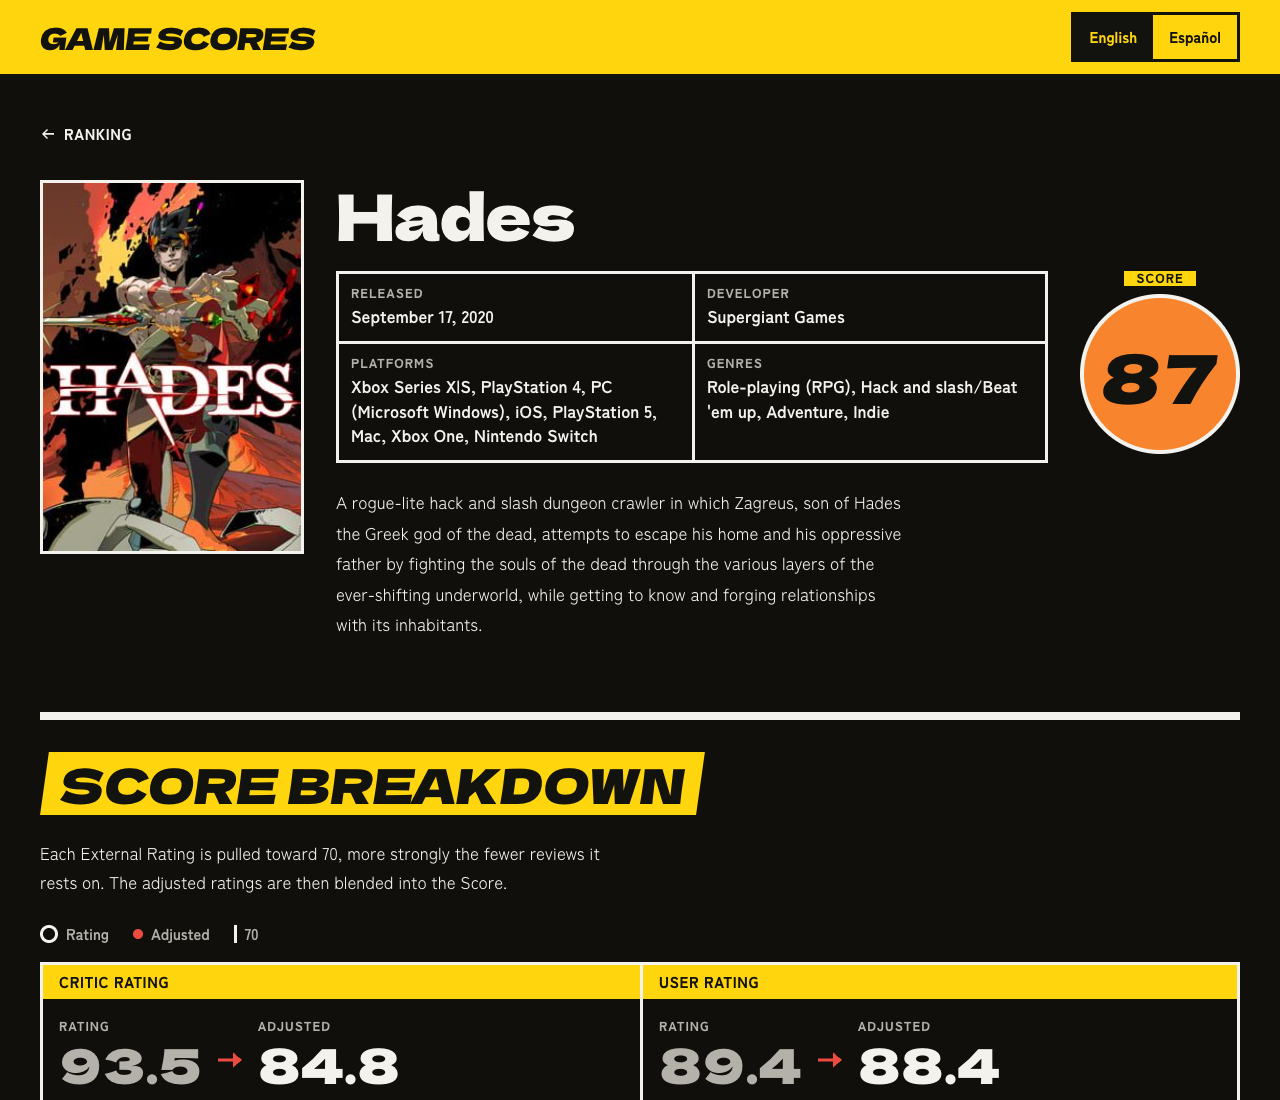 GAME SCORES
English
Español
← RANKING
HADES
Hades
RELEASED
September 17, 2020
DEVELOPER
Supergiant Games
PLATFORMS
Xbox Series X|S, PlayStation 4, PC
(Microsoft Windows), iOS, PlayStation 5,
Mac, Xbox One, Nintendo Switch
GENRES
Role-playing (RPG), Hack and slash/Beat
'em up, Adventure, Indie
SCORE
87
A rogue-lite hack and slash dungeon crawler in which Zagreus, son of Hades
the Greek god of the dead, attempts to escape his home and his oppressive
father by fighting the souls of the dead through the various layers of the
ever-shifting underworld, while getting to know and forging relationships
with its inhabitants.
SCORE BREAKDOWN
Each External Rating is pulled toward 70, more strongly the fewer reviews it
rests on. The adjusted ratings are then blended into the Score.
Rating
Adjusted
70
CRITIC RATING
RATING
ADJUSTED
93.5 → 84.8
USER RATING
RATING
ADJUSTED
89.4 → 88.4